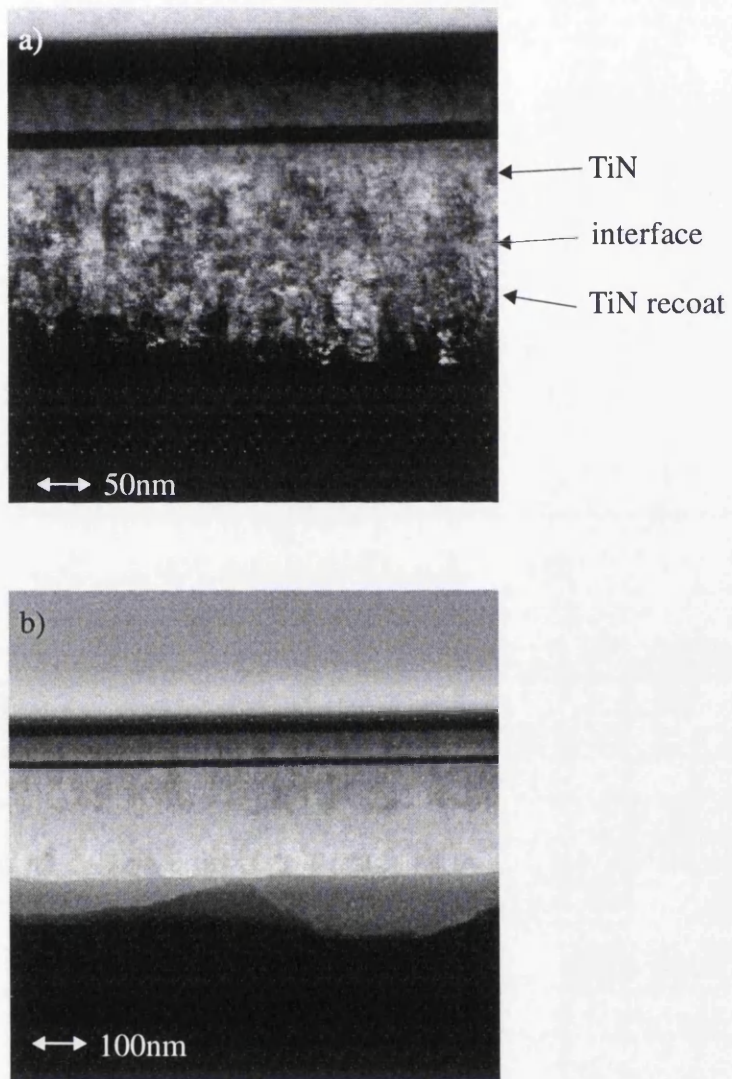 a)
TiN
interface
TiN recoat
50nm
b)
100nm